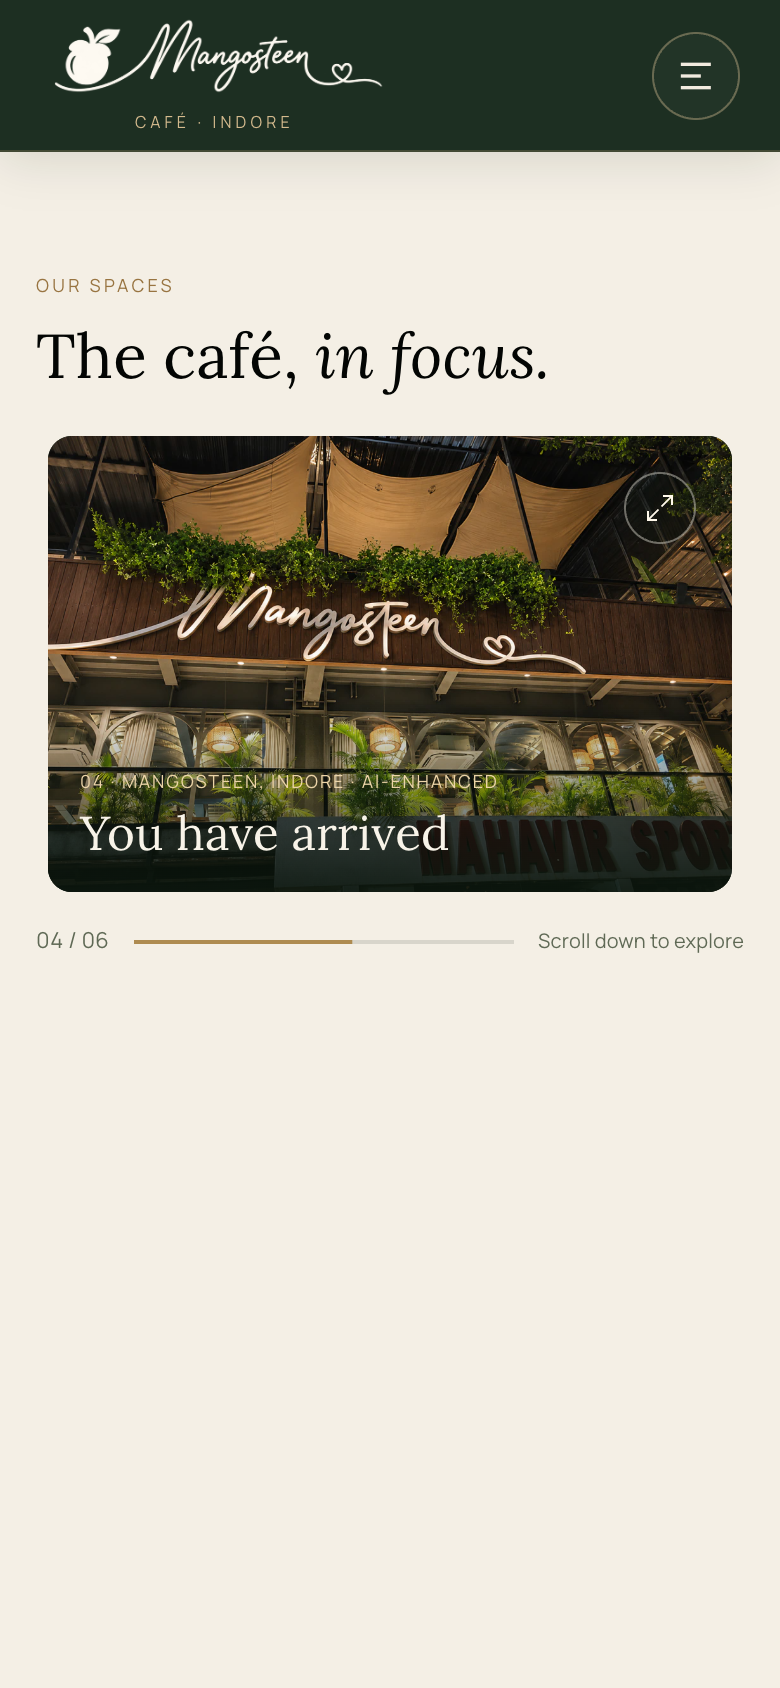 Mangosteen
CAFÉ · INDORE
OUR SPACES
The café, in focus.
Mangosteen
04 · MANGOSTEEN, INDORE · AI-ENHANCED
You have arrived
MAHAVIR SPOR
04 / 06
Scroll down to explore